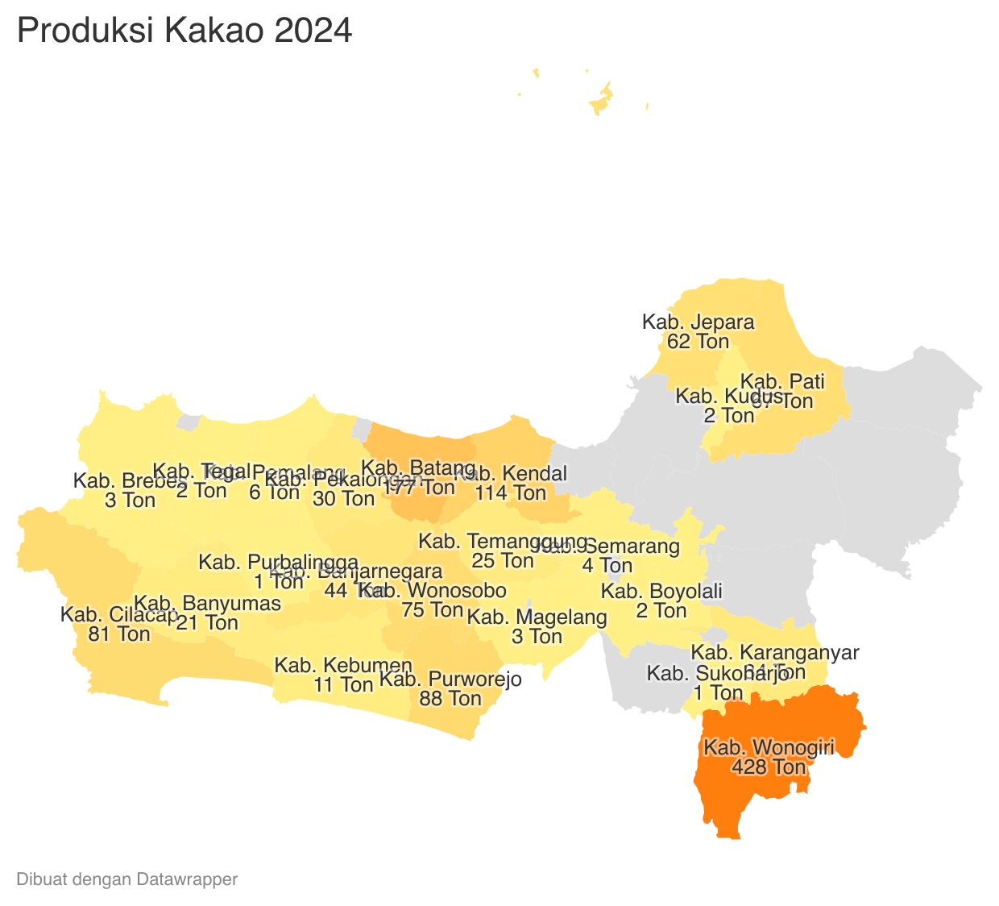 Produksi Kakao 2024
Kab. Jepara
62 Ton
Kab. Pati
67 Ton
Kab. Kudus
2 Ton
Kab. Brebes
3 Ton
Kab. Tegal
2 Ton
Kab. Pemalang
6 Ton
Kab. Pekalongan
30 Ton
Kab. Batang
177 Ton
Kab. Kendal
114 Ton
Kab. Temanggung
25 Ton
Kab. Semarang
4 Ton
Kab. Purbalingga
1 Ton
Kab. Banjarnegara
44 Ton
Kab. Wonosobo
75 Ton
Kab. Boyolali
2 Ton
Kab. Banyumas
21 Ton
Kab. Cilacap
81 Ton
Kab. Magelang
3 Ton
Kab. Kebumen
11 Ton
Kab. Purworejo
88 Ton
Kab. Karanganyar
Ton
Kab. Sukoharjo
1 Ton
Kab. Wonogiri
428 Ton
Dibuat dengan Datawrapper